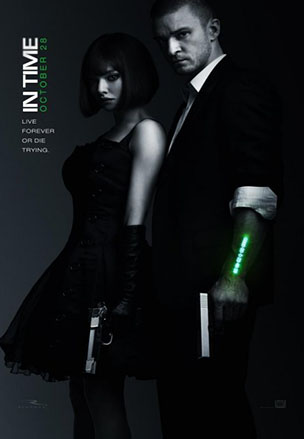 IN TIME
OCTOBER 28
LIVE
FOREVER
OR DIE
TRYING.